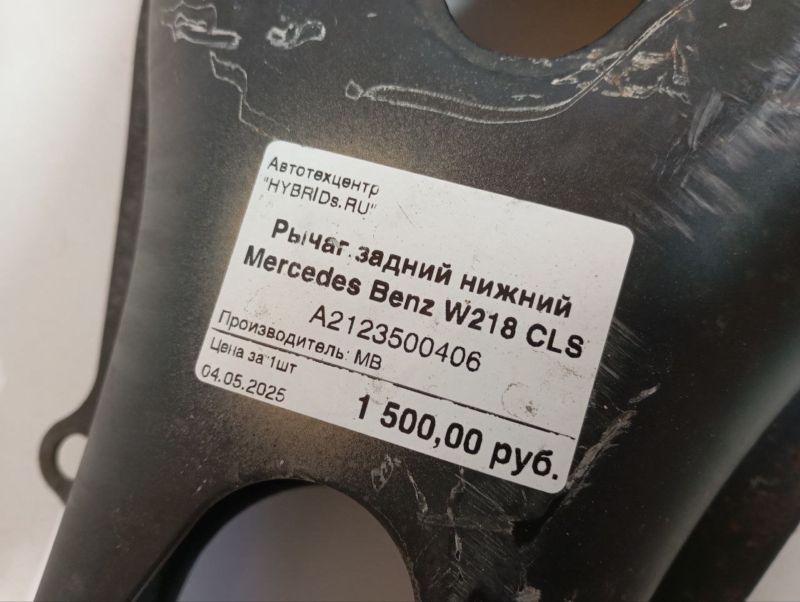 Автотехцентр
"HYBRIDs.RU"
Рычаг задний нижний
Mercedes Benz W218 CLS
A2123500406
Производитель: MB
Цена за 1шт
04.05.2025
1 500,00 руб.